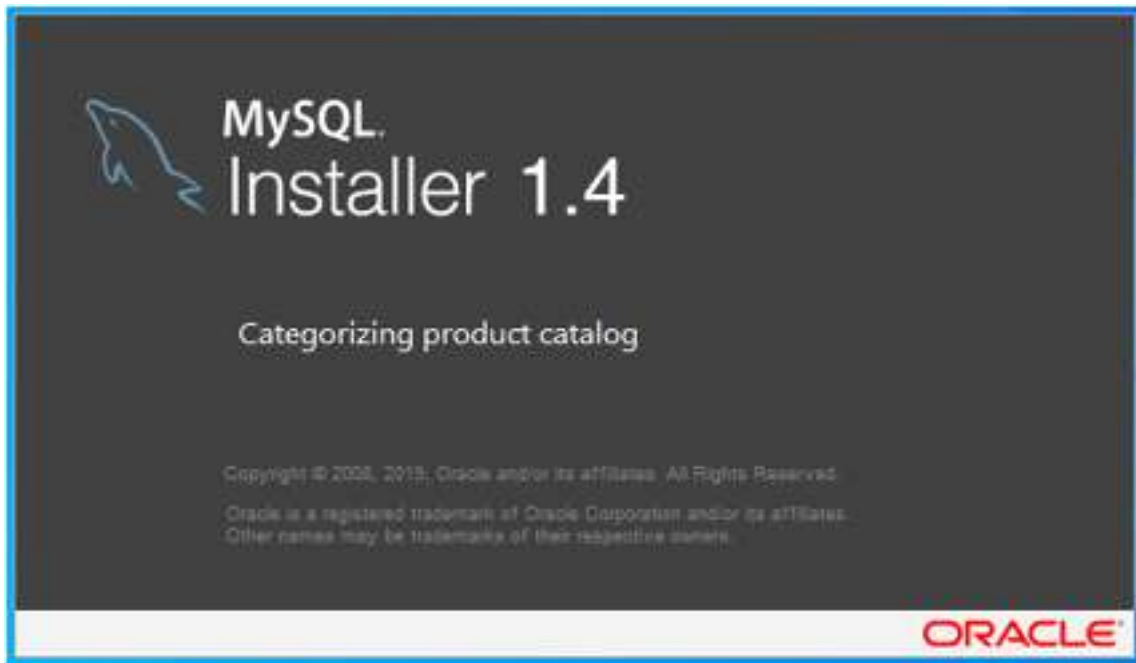 MySQL.
Installer 1.4
Categorizing product catalog
Copyright © 2008, 2019, Oracle and/or its affiliates. All Rights Reserved.
Oracle is a registered trademark of Oracle Corporation and/or its affiliates.
Other names may be trademarks of their respective owners.
ORACLE